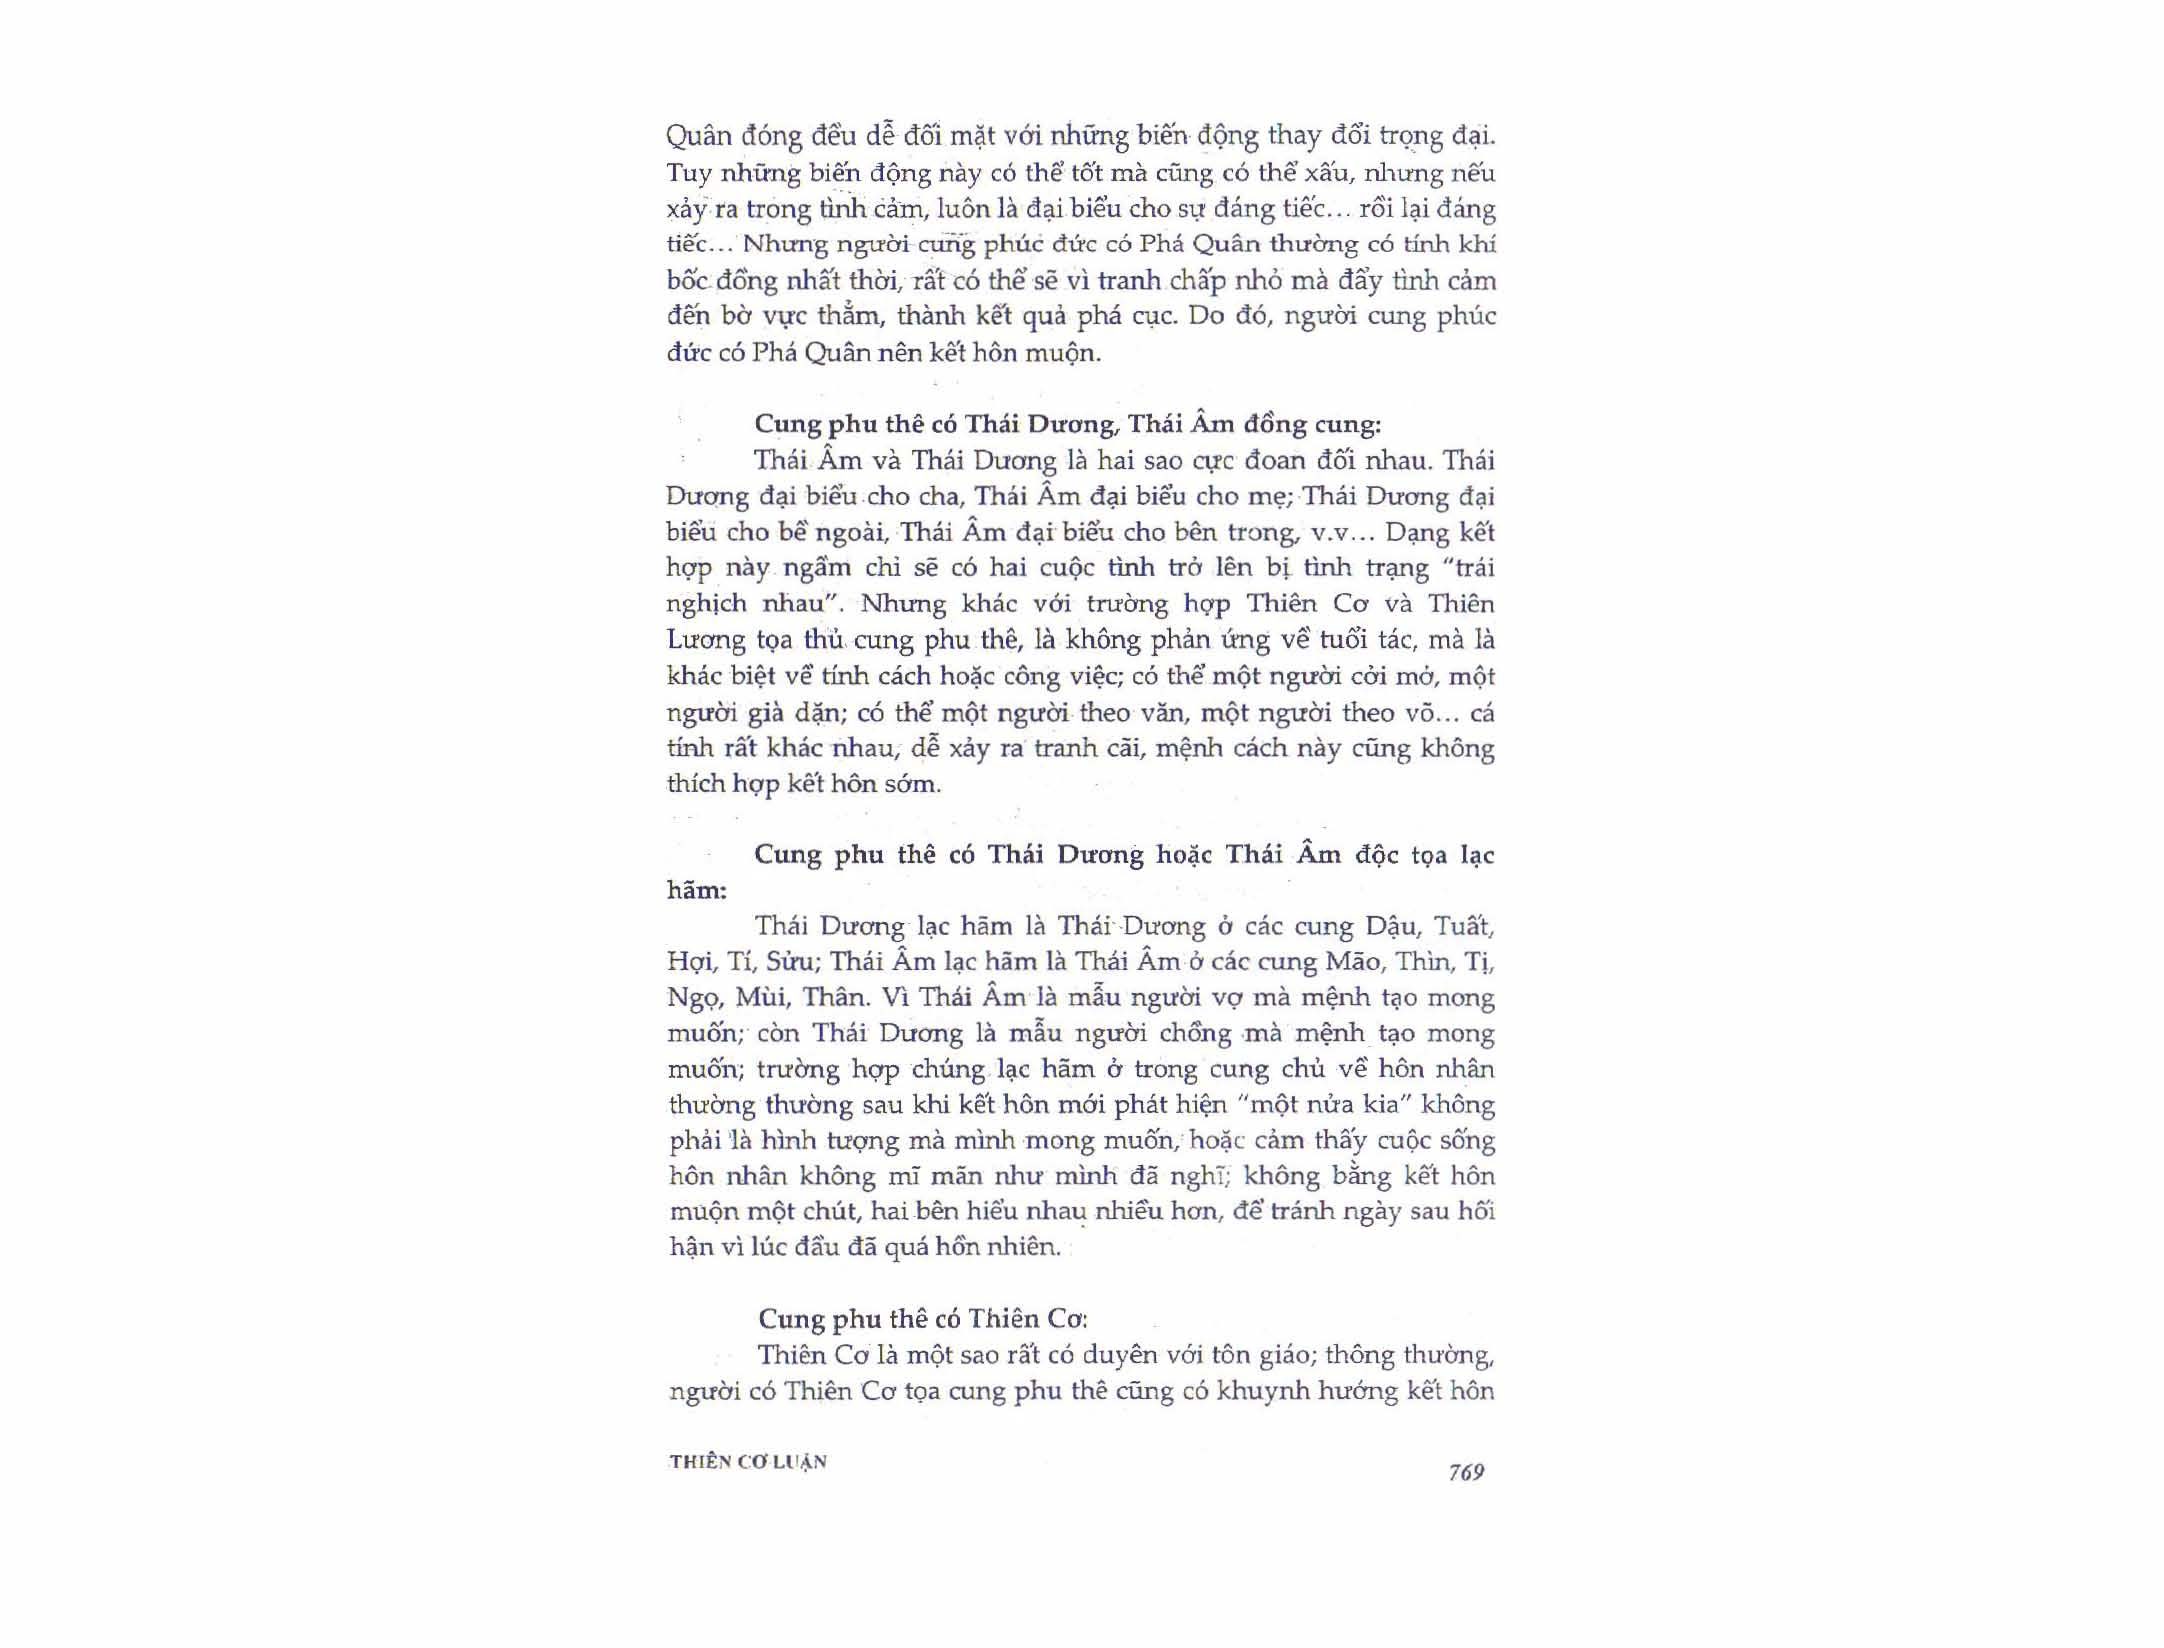 Quân đóng đều dễ đối mặt với những biến động thay đổi trọng đại.
Tuy những biến động này có thể tốt mà cũng có thể xấu, nhưng nếu
xảy ra trong tình cảm, luôn là đại biểu cho sự đáng tiếc... rồi lại đáng
tiếc... Nhưng người cung phúc đức có Phá Quân thường có tính khí
bốc đồng nhất thời, rất có thể sẽ vì tranh chấp nhỏ mà đẩy tình cảm
đến bờ vực thẳm, thành kết quả phá cục. Do đó, người cung phúc
đức có Phá Quân nên kết hôn muộn.
Cung phu thê có Thái Dương, Thái Âm đồng cung:
Thái Âm và Thái Dương là hai sao cực đoan đối nhau. Thái
Dương đại biểu cho cha, Thái Âm đại biểu cho mẹ; Thái Dương đại
biểu cho bề ngoài, Thái Âm đại biểu cho bên trong, v.v... Dạng kết
hợp này ngầm chỉ sẽ có hai cuộc tình trở lên bị tình trạng "trái
nghịch nhau". Nhưng khác với trường hợp Thiên Cơ và Thiên
Lương tọa thủ cung phu thê, là không phản ứng về tuổi tác, mà là
khác biệt về tính cách hoặc công việc; có thể một người cởi mở, một
người già dặn; có thể một người theo văn, một người theo võ... cá
tính rất khác nhau, dễ xảy ra tranh cãi, mệnh cách này cũng không
thích hợp kết hôn sớm.
Cung phu thê có Thái Dương hoặc Thái Âm độc tọa lạc
hãm:
Thái Dương lạc hãm là Thái Dương ở các cung Dậu, Tuất,
Hợi, Tí, Sửu; Thái Âm lạc hãm là Thái Âm ở các cung Mão, Thìn, Tị,
Ngọ, Mùi, Thân. Vì Thái Âm là mẫu người vợ mà mệnh tạo mong
muốn; còn Thái Dương là mẫu người chồng mà mệnh tạo mong
muốn; trường hợp chúng lạc hãm ở trong cung chủ về hôn nhân
thường thường sau khi kết hôn mới phát hiện "một nửa kia" không
phải là hình tượng mà mình mong muốn, hoặc cảm thấy cuộc sống
hôn nhân không mĩ mãn như mình đã nghĩ; không bằng kết hôn
muộn một chút, hai bên hiểu nhau nhiều hơn, để tránh ngày sau hối
hận vì lúc đầu đã quá hồn nhiên.
Cung phu thê có Thiên Cơ:
Thiên Cơ là một sao rất có duyên với tôn giáo; thông thường,
người có Thiên Cơ tọa cung phu thê cũng có khuynh hướng kết hôn
THIÊN CƠ LUẬN
769